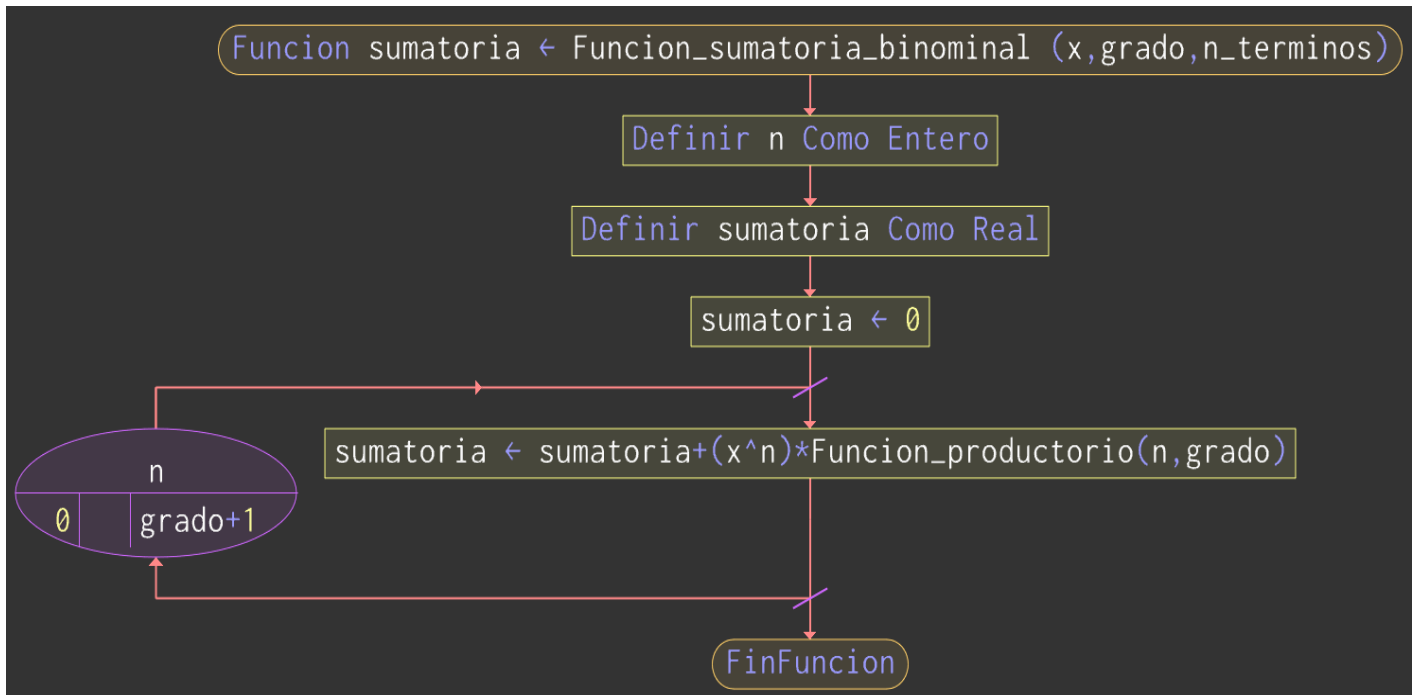 Funcion sumatoria ← Funcion_sumatoria_binominal (x,grado,n_terminos)
Definir n Como Entero
Definir sumatoria Como Real
sumatoria ← 0
sumatoria ← sumatoria+(x^n)*Funcion_productorio(n,grado)
n
0 grado+1
FinFuncion